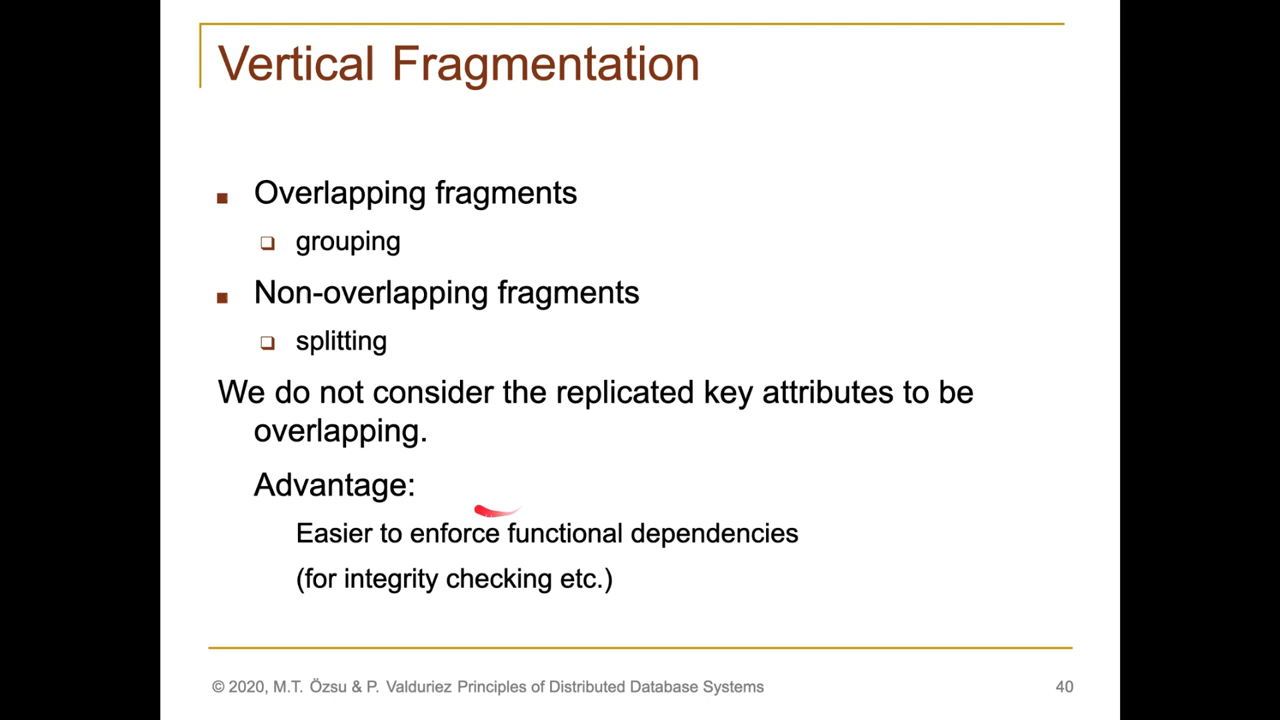 Vertical Fragmentation
Overlapping fragments
grouping
Non-overlapping fragments
splitting
We do not consider the replicated key attributes to be
overlapping.
Advantage:
Easier to enforce functional dependencies
(for integrity checking etc.)
© 2020, M.T. Özsu & P. Valduriez Principles of Distributed Database Systems
40